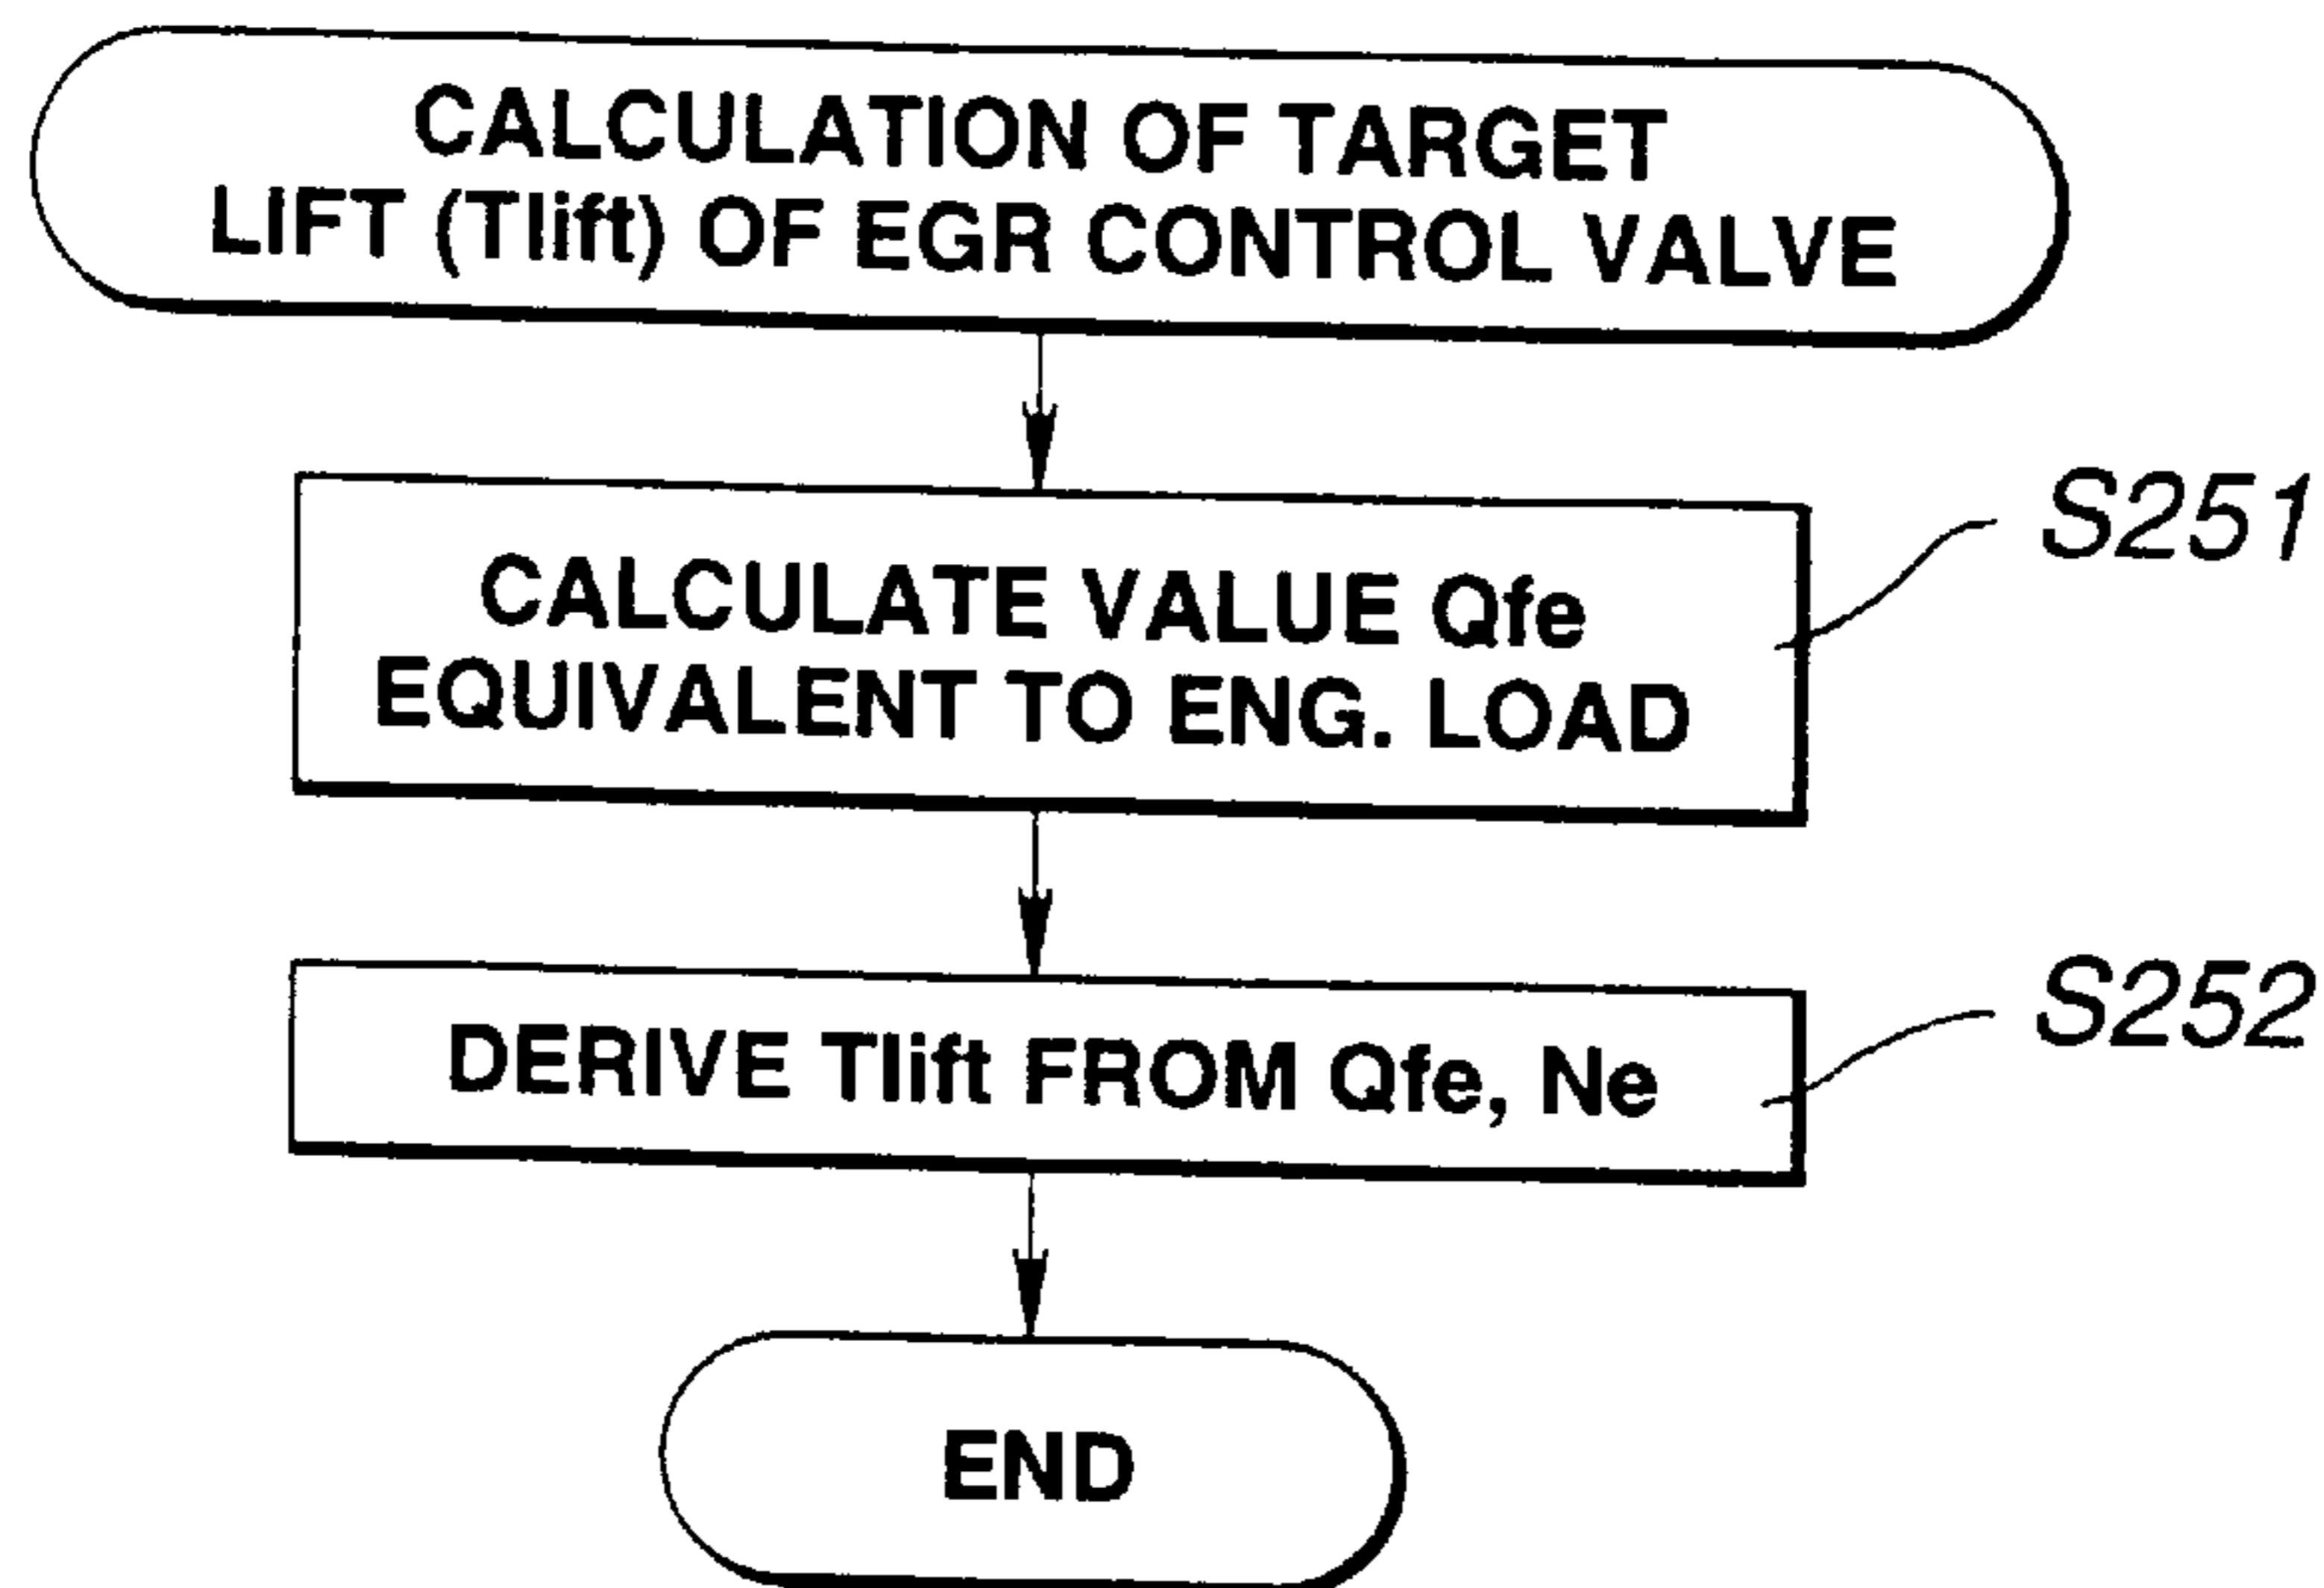 CALCULATION OF TARGET
LIFT (Tlift) OF EGR CONTROL VALVE
S251
CALCULATE VALUE Qfe
EQUIVALENT TO ENG. LOAD
S252
DERIVE Tlift FROM Qfe, Ne
END